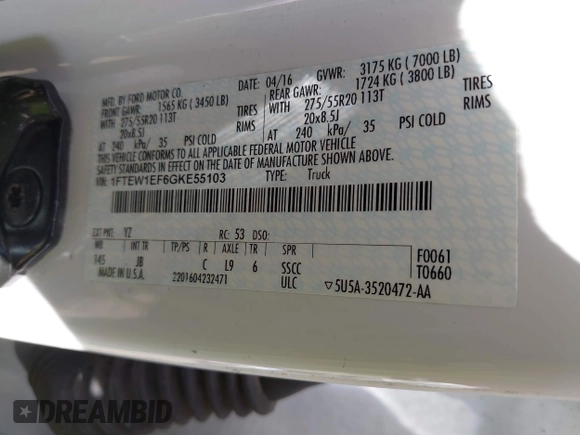 MFD. BY FORD MOTOR CO.
DATE: 04/16
GVWR: 3175 KG ( 7000 LB)
FRONT GAWR: 1565 KG ( 3450 LB)
REAR GAWR: 1724 KG ( 3800 LB)
WITH 275/55R20 113T TIRES
WITH 275/55R20 113T TIRES
20x8.5J RIMS
20x8.5J RIMS
AT 240 kPa/ 35 PSI COLD
AT 240 kPa/ 35 PSI COLD
THIS VEHICLE CONFORMS TO ALL APPLICABLE FEDERAL MOTOR VEHICLE
SAFETY STANDARDS IN EFFECT ON THE DATE OF MANUFACTURE SHOWN ABOVE.
VIN: 1FTEW1EF6GKE55103
TYPE: Truck
EXT PNT: YZ RC: 53 DSO:
WB INT TR TP/PS R AXLE TR SPR
145 JB C L9 6 SSCC
F0061
T0660
MADE IN U.S.A. 2201604232471 ULC ▽5U5A-3520472-AA
DREAMBID